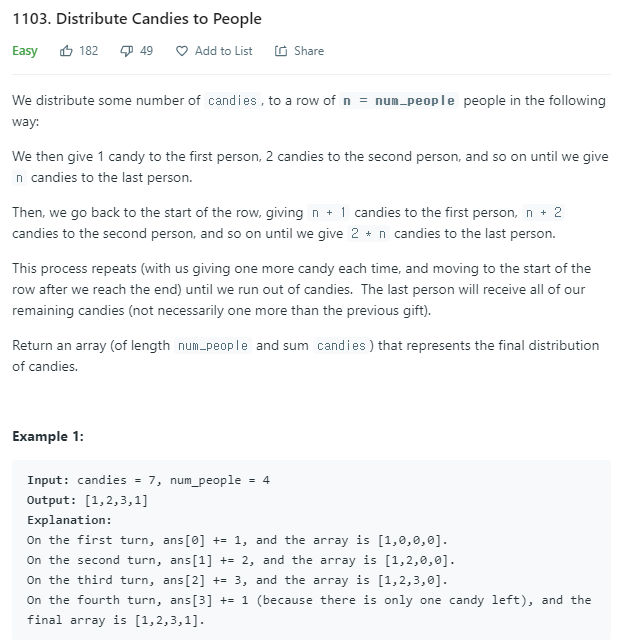 1103. Distribute Candies to People
Easy 182 49 Add to List Share
We distribute some number of candies, to a row of n = num_people people in the following
way:
We then give 1 candy to the first person, 2 candies to the second person, and so on until we give
n candies to the last person.
Then, we go back to the start of the row, giving n + 1 candies to the first person, n + 2
candies to the second person, and so on until we give 2 * n candies to the last person.
This process repeats (with us giving one more candy each time, and moving to the start of the
row after we reach the end) until we run out of candies.  The last person will receive all of our
remaining candies (not necessarily one more than the previous gift).
Return an array (of length num_people and sum candies) that represents the final distribution
of candies.
Example 1:
Input: candies = 7, num_people = 4
Output: [1,2,3,1]
Explanation:
On the first turn, ans[0] += 1, and the array is [1,0,0,0].
On the second turn, ans[1] += 2, and the array is [1,2,0,0].
On the third turn, ans[2] += 3, and the array is [1,2,3,0].
On the fourth turn, ans[3] += 1 (because there is only one candy left), and the
final array is [1,2,3,1].